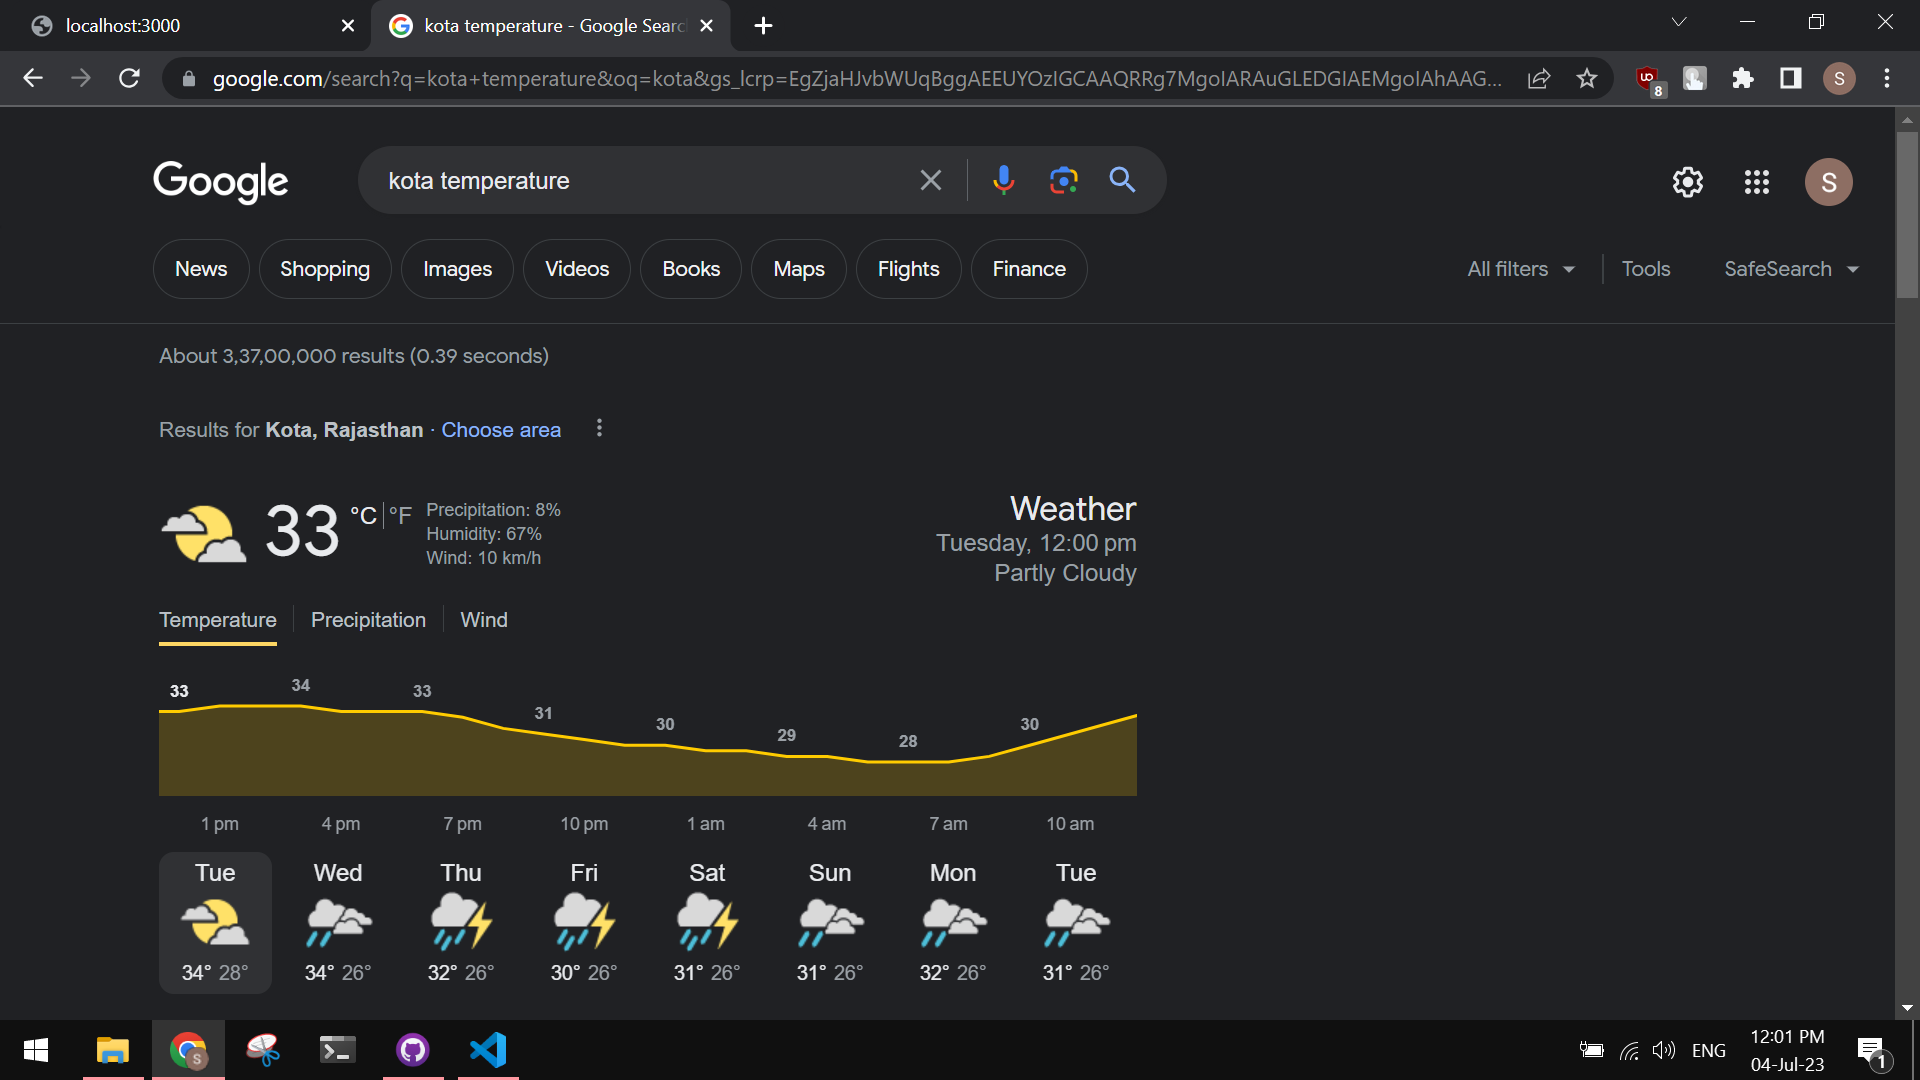 localhost:3000
kota temperature - Google Searc
google.com/search?q=kota+temperature&oq=kota&gs_lcrp=EgZjaHJvbWUqBggAEEUYOzIGCAAQRRg7MgoIARAuGLEDGIAEMgoIAhAAG...
8
S
Google
kota temperature
S
News
Shopping
Images
Videos
Books
Maps
Flights
Finance
All filters
Tools
SafeSearch
About 3,37,00,000 results (0.39 seconds)
Results for Kota, Rajasthan · Choose area
33 °C | °F
Precipitation: 8%
Humidity: 67%
Wind: 10 km/h
Weather
Tuesday, 12:00 pm
Partly Cloudy
Temperature
Precipitation
Wind
33 34 33 31 30 29 28 30
1 pm 4 pm 7 pm 10 pm 1 am 4 am 7 am 10 am
Tue Wed Thu Fri Sat Sun Mon Tue
34° 28° 34° 26° 32° 26° 30° 26° 31° 26° 31° 26° 32° 26° 31° 26°
S
ENG
12:01 PM
04-Jul-23
1